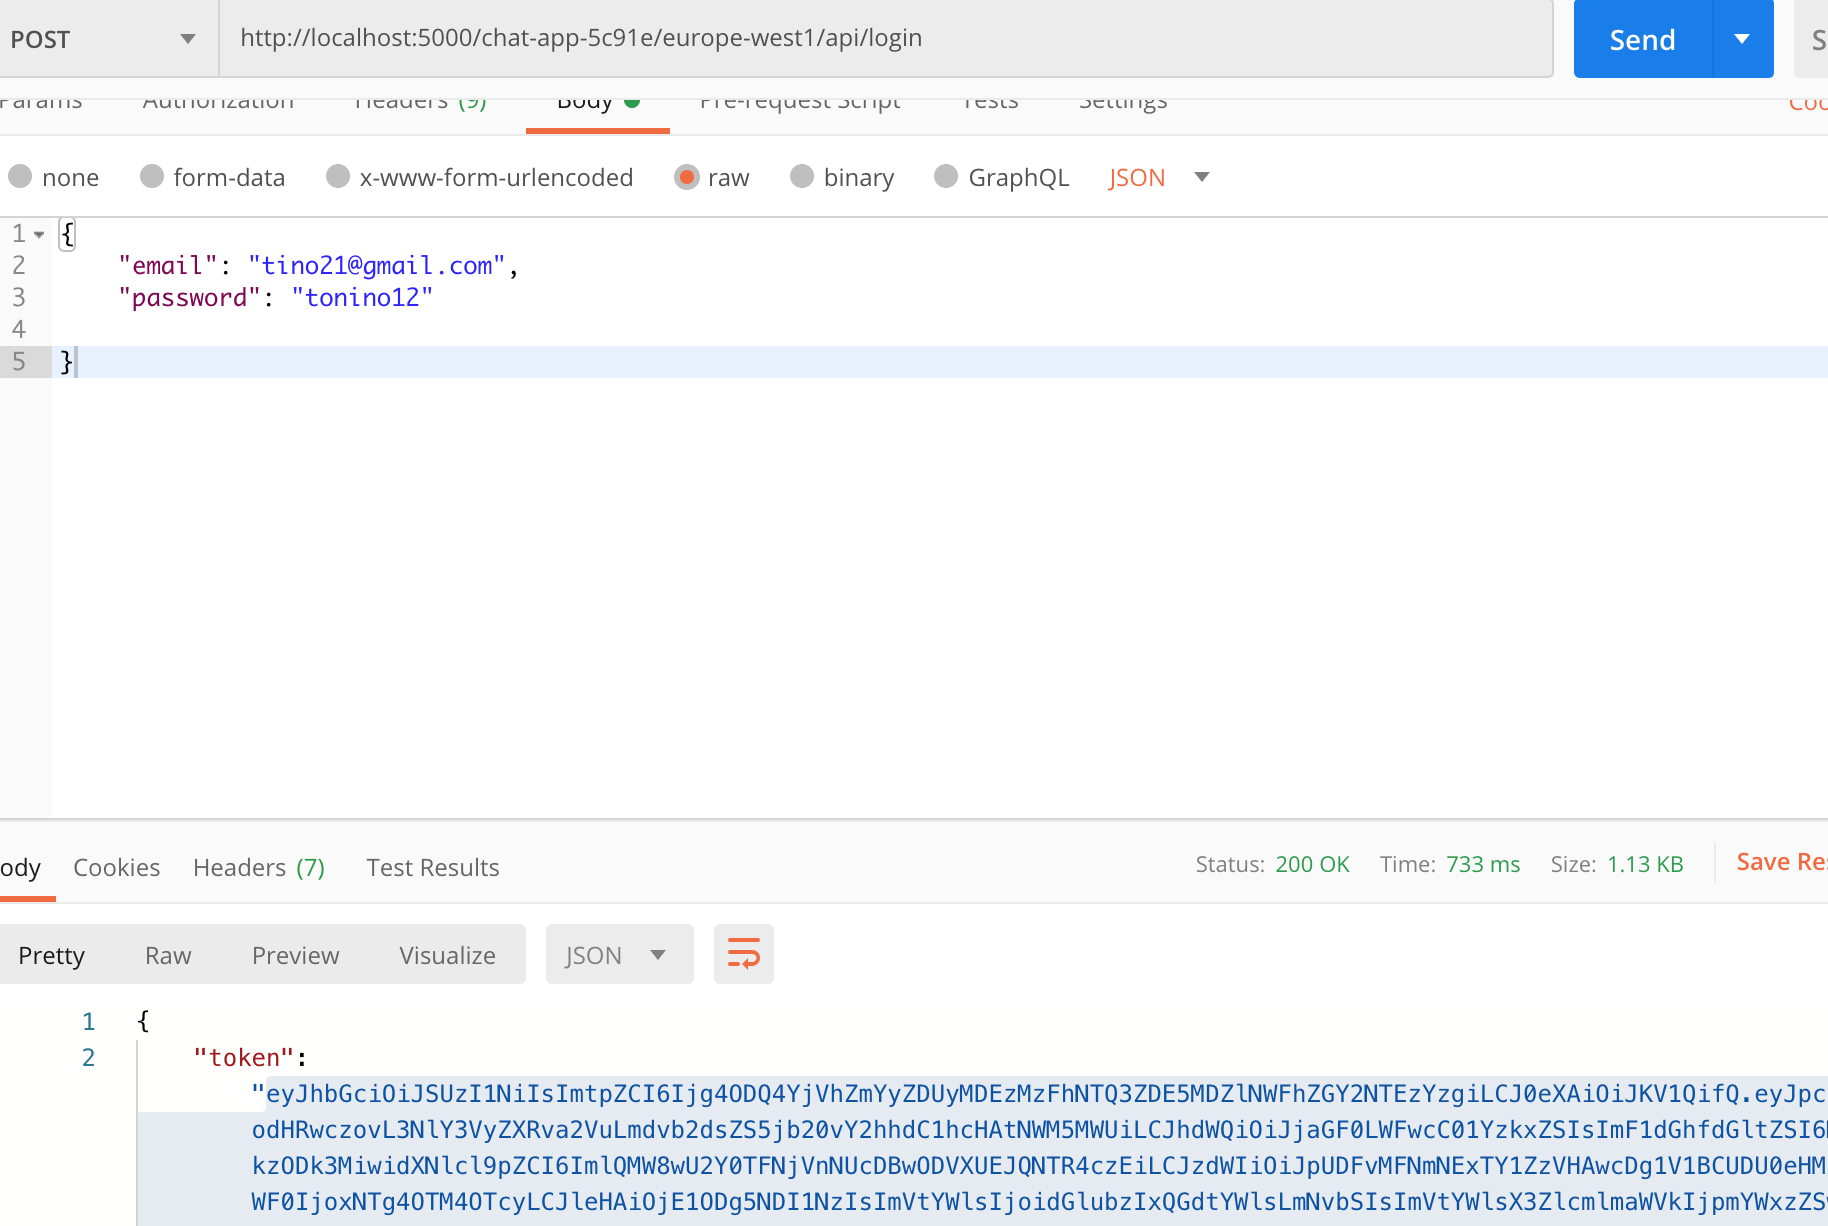 POST http://localhost:5000/chat-app-5c91e/europe-west1/api/login Send S
Params Authorization Headers (9) Body Pre-request Script Tests Settings Coo
none form-data x-www-form-urlencoded raw binary GraphQL JSON
1 {
2 "email": "tino21@gmail.com",
3 "password": "tonino12"
4
5 }
ody Cookies Headers (7) Test Results Status: 200 OK Time: 733 ms Size: 1.13 KB Save Res
Pretty Raw Preview Visualize JSON
1 {
2 "token":
"eyJhbGciOiJSUzI1NiIsImtpZCI6Ijg4ODQ4YjVhZmYyZDUyMDEzMzFhNTQ3ZDE5MDZlNWFhZGY2NTEzYzgiLCJ0eXAiOiJKV1QifQ.eyJpc
odHRwczovL3NlY3VyZXRva2VuLmdvb2dsZS5jb20vY2hhdC1hcHAtNWM5MWUiLCJhdWQiOiJjaGF0LWFwcC01YzkxZSIsImF1dGhfdGltZSI6
kzODk3MiwidXNlcl9pZCI6ImlQMW8wU2Y0TFNjVnNUcDBwODVXUEJQNTR4czEiLCJzdWIiOiJpUDFvMFNmNExTY1ZzVHAwcDg1V1BCUDU0eHM
WF0IjoxNTg4OTM4OTcyLCJleHAiOjE1ODg5NDI1NzIsImVtYWlsIjoidGlubzIxQGdtYWlsLmNvbSIsImVtYWlsX3ZlcmlmaWVkIjpmYWxzZS